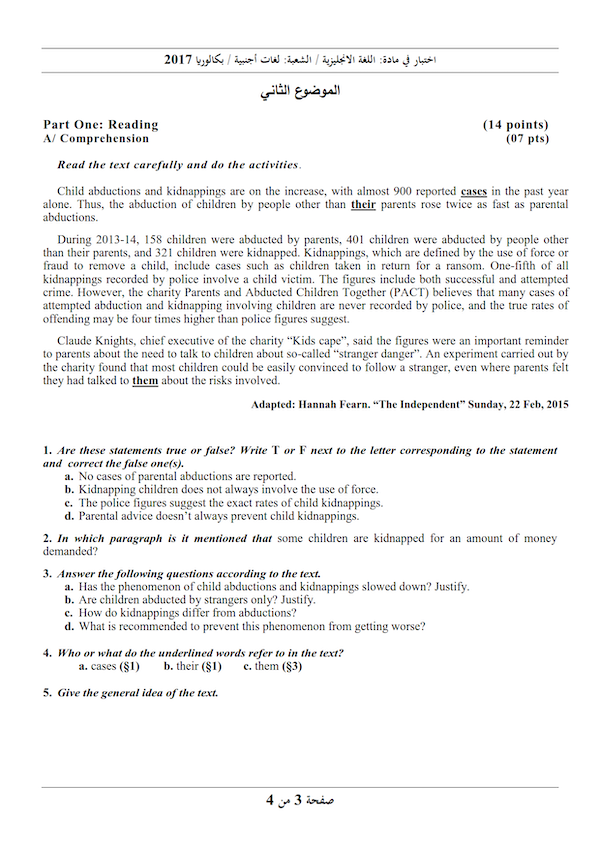 اختبار في مادة: اللغة الانجليزية / الشعبة: لغات أجنبية / بكالوريا 2017
الموضوع الثاني
Part One: Reading (14 points)
A/ Comprehension (07 pts)
Read the text carefully and do the activities.
Child abductions and kidnappings are on the increase, with almost 900 reported cases in the past year
alone. Thus, the abduction of children by people other than their parents rose twice as fast as parental
abductions.
During 2013-14, 158 children were abducted by parents, 401 children were abducted by people other
than their parents, and 321 children were kidnapped. Kidnappings, which are defined by the use of force or
fraud to remove a child, include cases such as children taken in return for a ransom. One-fifth of all
kidnappings recorded by police involve a child victim. The figures include both successful and attempted
crime. However, the charity Parents and Abducted Children Together (PACT) believes that many cases of
attempted abduction and kidnapping involving children are never recorded by police, and the true rates of
offending may be four times higher than police figures suggest.
Claude Knights, chief executive of the charity “Kids cape”, said the figures were an important reminder
to parents about the need to talk to children about so-called “stranger danger”. An experiment carried out by
the charity found that most children could be easily convinced to follow a stranger, even where parents felt
they had talked to them about the risks involved.
Adapted: Hannah Fearn. “The Independent” Sunday, 22 Feb, 2015
1. Are these statements true or false? Write T or F next to the letter corresponding to the statement
and correct the false one(s).
a. No cases of parental abductions are reported.
b. Kidnapping children does not always involve the use of force.
c. The police figures suggest the exact rates of child kidnappings.
d. Parental advice doesn’t always prevent child kidnappings.
2. In which paragraph is it mentioned that some children are kidnapped for an amount of money
demanded?
3. Answer the following questions according to the text.
a. Has the phenomenon of child abductions and kidnappings slowed down? Justify.
b. Are children abducted by strangers only? Justify.
c. How do kidnappings differ from abductions?
d. What is recommended to prevent this phenomenon from getting worse?
4. Who or what do the underlined words refer to in the text?
a. cases (§1) b. their (§1) c. them (§3)
5. Give the general idea of the text.
صفحة 3 من 4